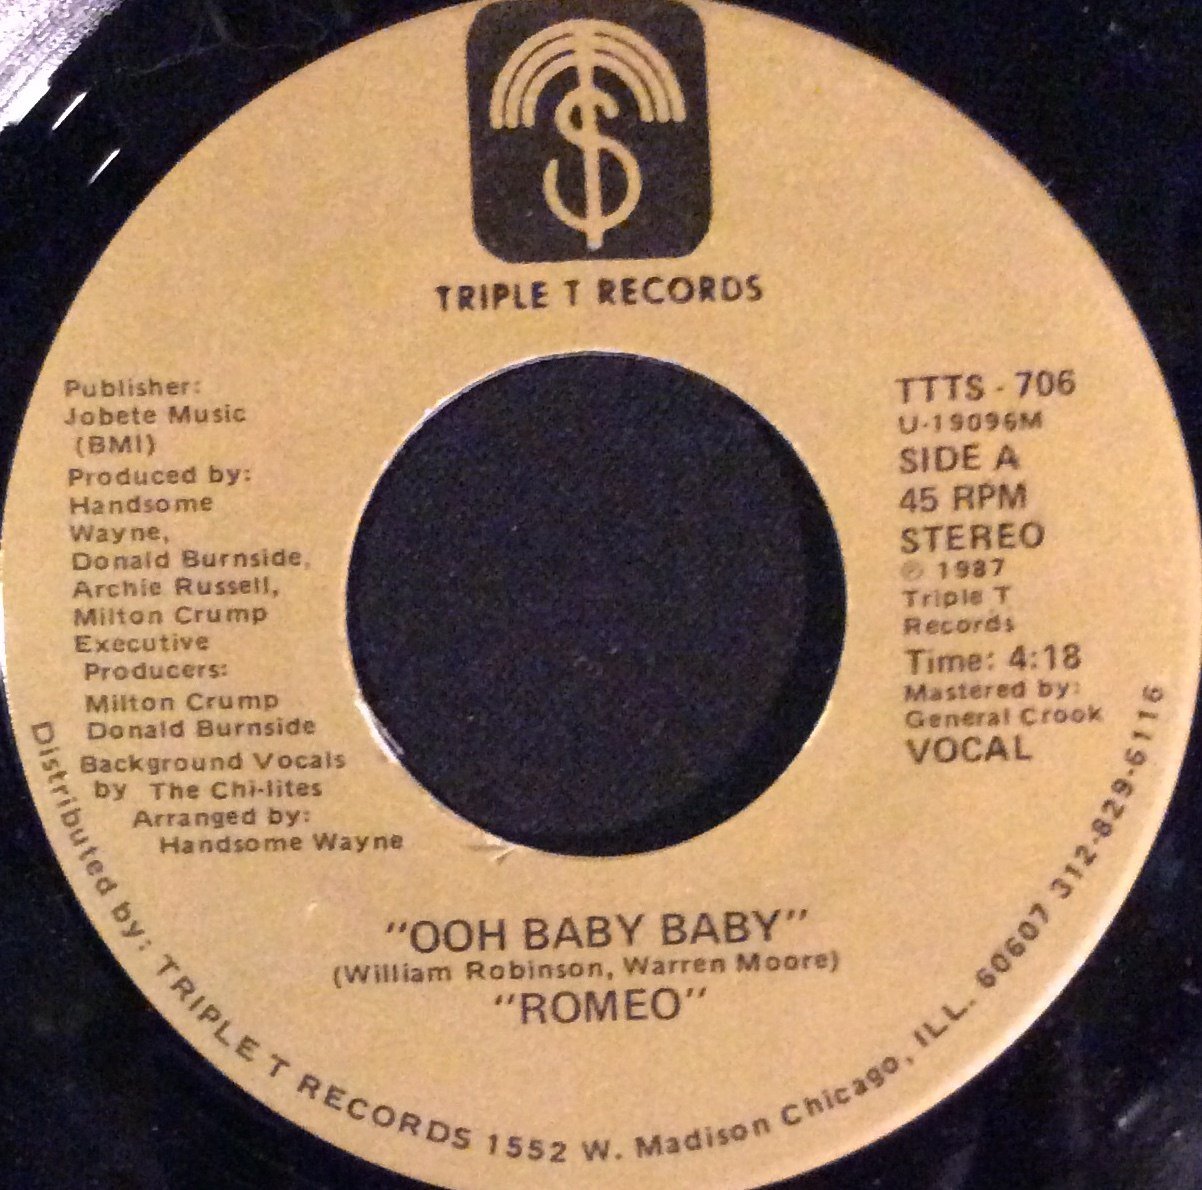 TRIPLE T RECORDS
Publisher:
Jobete Music
(BMI)
Produced by:
Handsome
Wayne,
Donald Burnside,
Archie Russell,
Milton Crump
Executive
Producers:
Milton Crump
Donald Burnside
Background Vocals
by The Chi-lites
Arranged by:
Handsome Wayne
TTTS - 706
U-19096M
SIDE A
45 RPM
STEREO
℗ 1987
Triple T
Records
Time: 4:18
Mastered by:
General Crook
VOCAL
"OOH BABY BABY"
(William Robinson, Warren Moore)
"ROMEO"
Distributed by: TRIPLE T RECORDS 1552 W. Madison Chicago, ILL. 60607 312-829-6116